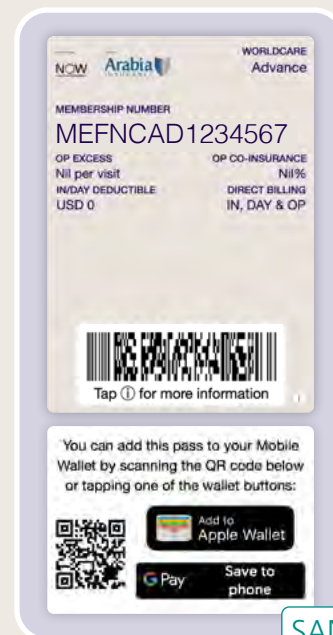 NOW Arabia INSURANCE
WORLDCARE
Advance
MEMBERSHIP NUMBER
MEFNCAD1234567
OP EXCESS OP CO-INSURANCE
Nil per visit Nil%
IN/DAY DEDUCTIBLE DIRECT BILLING
USD 0 IN, DAY & OP
Tap ⓘ for more information
You can add this pass to your Mobile
Wallet by scanning the QR code below
or tapping one of the wallet buttons:
Add to
Apple Wallet
G Pay Save to
phone